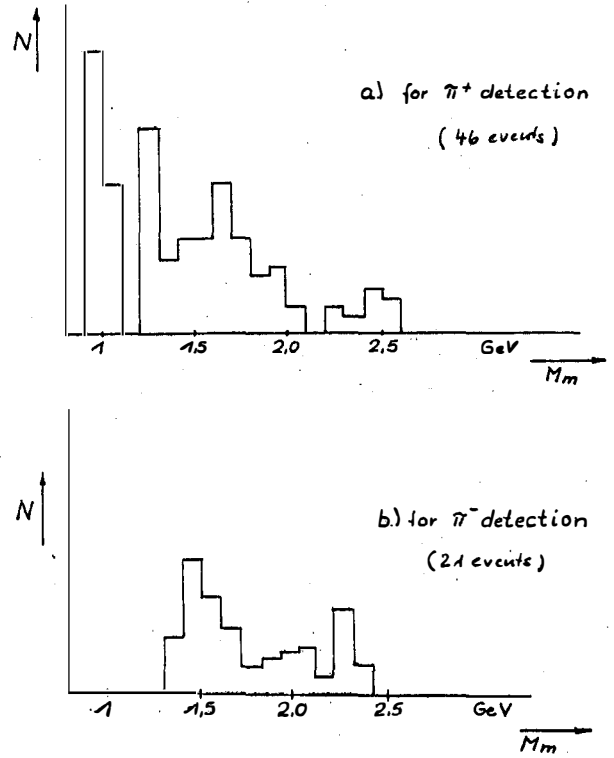 N
a) for π+ detection
(46 events)
1 1,5 2,0 2,5 GeV
Mm
N
b.) for π- detection
(21 events)
1 1,5 2.0 2.5 GeV
Mm